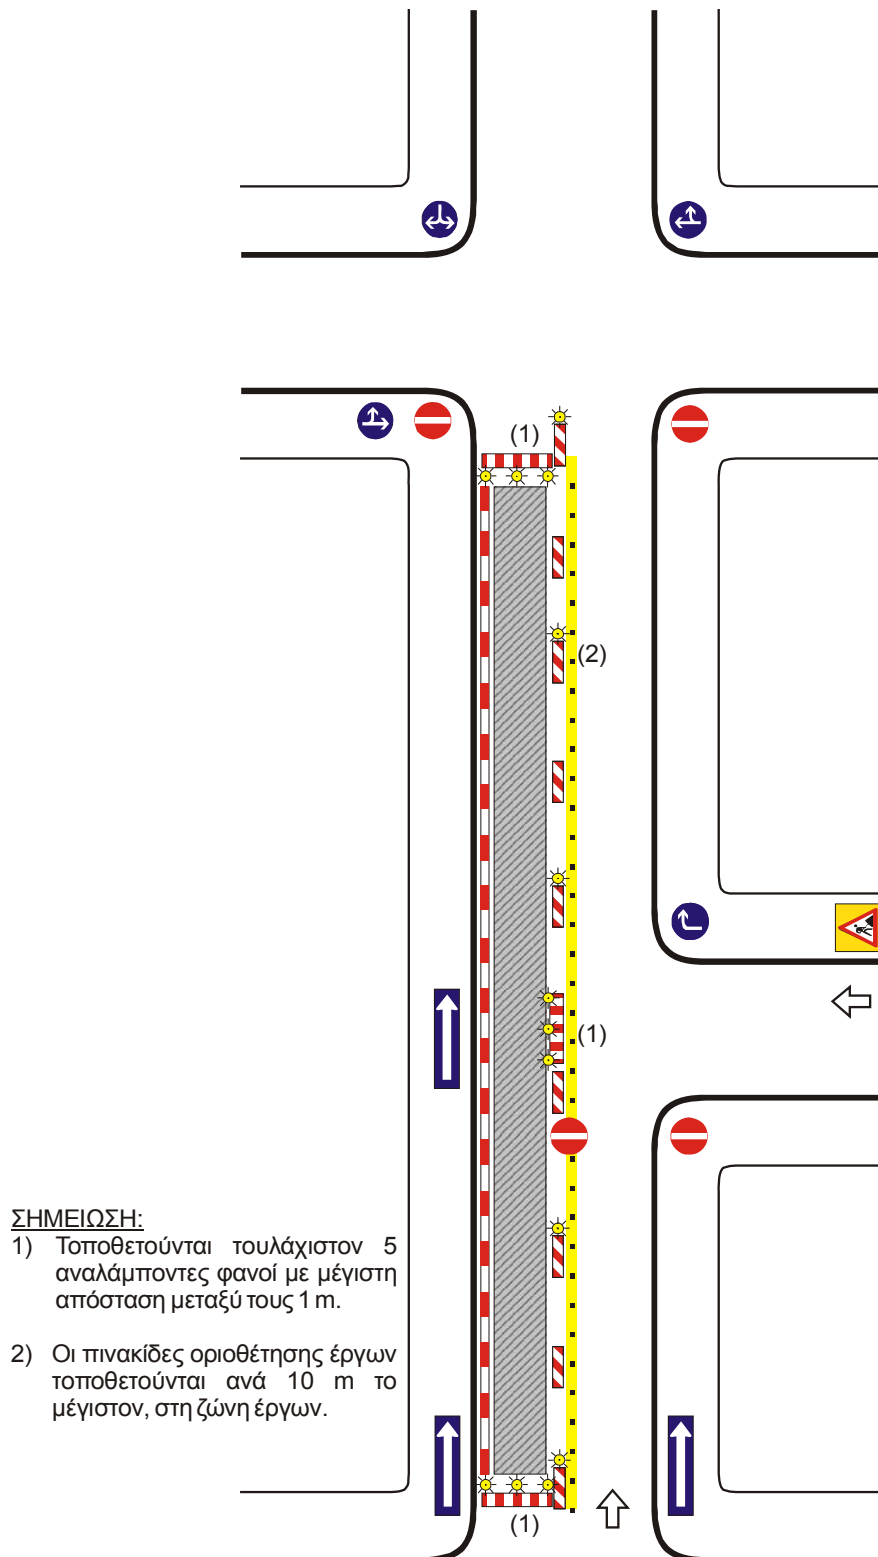 (1)
(2)
(1)
ΣΗΜΕΙΩΣΗ:
1) Τοποθετούνται τουλάχιστον 5
αναλάμποντες φανοί με μέγιστη
απόσταση μεταξύ τους 1 m.
2) Οι πινακίδες οριοθέτησης έργων
τοποθετούνται ανά 10 m το
μέγιστον, στη ζώνη έργων.
(1)